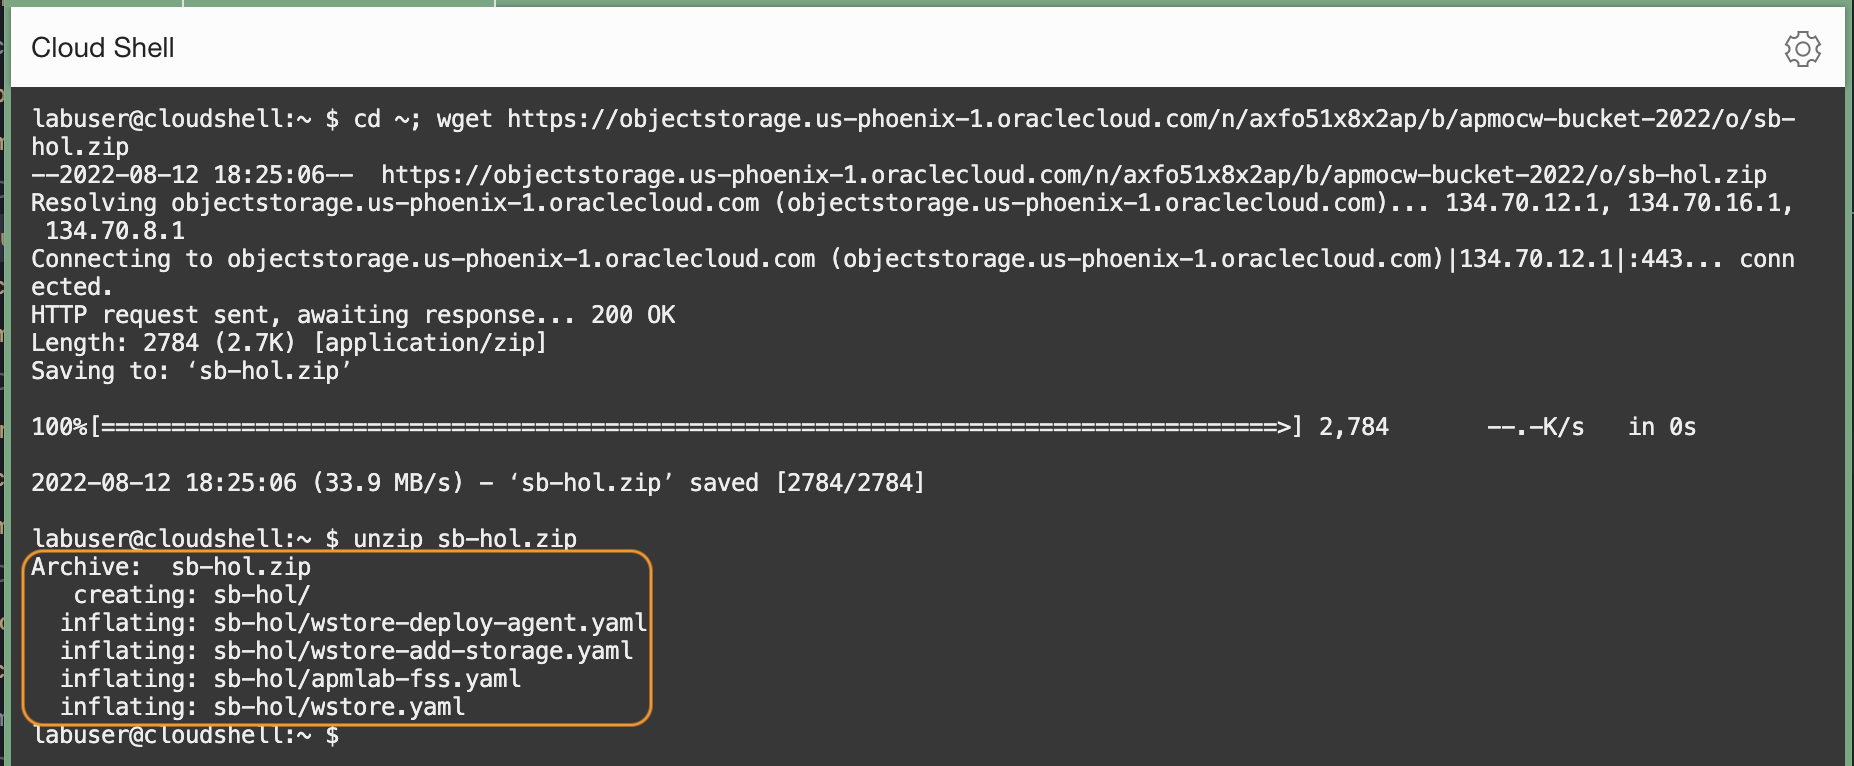 Cloud Shell
labuser@cloudshell:~ $ cd ~; wget https://objectstorage.us-phoenix-1.oraclecloud.com/n/axfo51x8x2ap/b/apmocw-bucket-2022/o/sb-
hol.zip
--2022-08-12 18:25:06--  https://objectstorage.us-phoenix-1.oraclecloud.com/n/axfo51x8x2ap/b/apmocw-bucket-2022/o/sb-hol.zip
Resolving objectstorage.us-phoenix-1.oraclecloud.com (objectstorage.us-phoenix-1.oraclecloud.com)... 134.70.12.1, 134.70.16.1,
 134.70.8.1
Connecting to objectstorage.us-phoenix-1.oraclecloud.com (objectstorage.us-phoenix-1.oraclecloud.com)|134.70.12.1|:443... conn
ected.
HTTP request sent, awaiting response... 200 OK
Length: 2784 (2.7K) [application/zip]
Saving to: ‘sb-hol.zip’
100%[====================================================================================>] 2,784       --.-K/s   in 0s
2022-08-12 18:25:06 (33.9 MB/s) - ‘sb-hol.zip’ saved [2784/2784]
labuser@cloudshell:~ $ unzip sb-hol.zip
Archive:  sb-hol.zip
   creating: sb-hol/
  inflating: sb-hol/wstore-deploy-agent.yaml
  inflating: sb-hol/wstore-add-storage.yaml
  inflating: sb-hol/apmlab-fss.yaml
  inflating: sb-hol/wstore.yaml
labuser@cloudshell:~ $